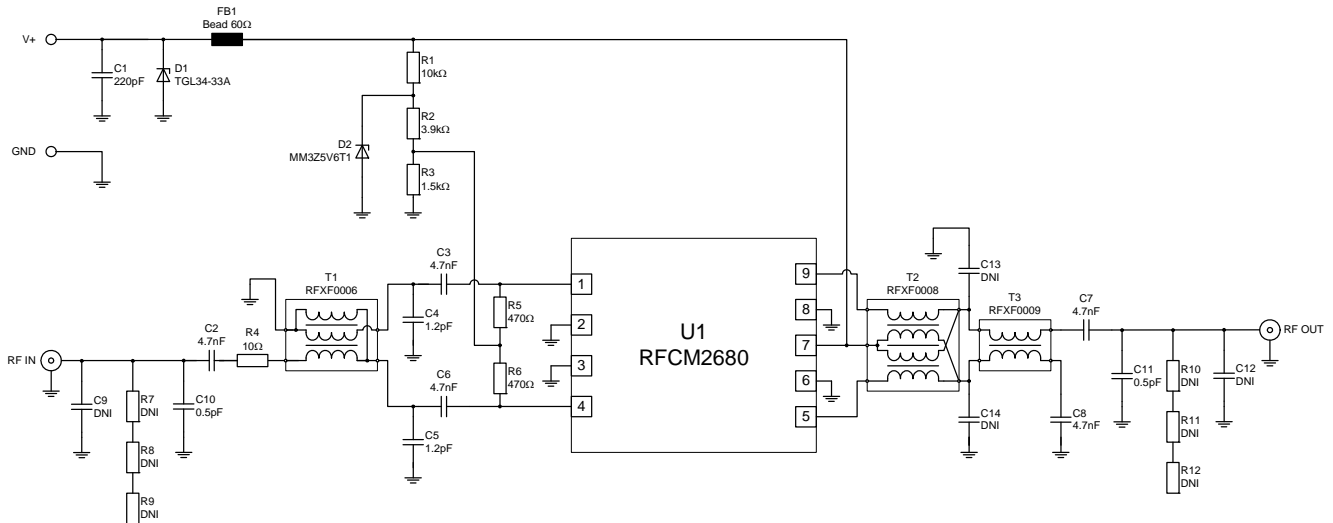 FB1
Bead 60Ω
V+
C1
220pF
D1
TGL34-33A
R1
10kΩ
R2
3.9kΩ
D2
MM3Z5V6T1
R3
1.5kΩ
GND
C3
4.7nF
T1
RFXF0006
C4
1.2pF
R5
470Ω
C2
4.7nF
R4
10Ω
RF IN
C6
4.7nF
R6
470Ω
C9
DNI
R7
DNI
C10
0.5pF
C5
1.2pF
R8
DNI
R9
DNI
1
2
3
4
U1
RFCM2680
9
8
7
6
5
T2
RFXF0008
C13
DNI
T3
RFXF0009
C7
4.7nF
RF OUT
C14
DNI
C8
4.7nF
C11
0.5pF
R10
DNI
C12
DNI
R11
DNI
R12
DNI